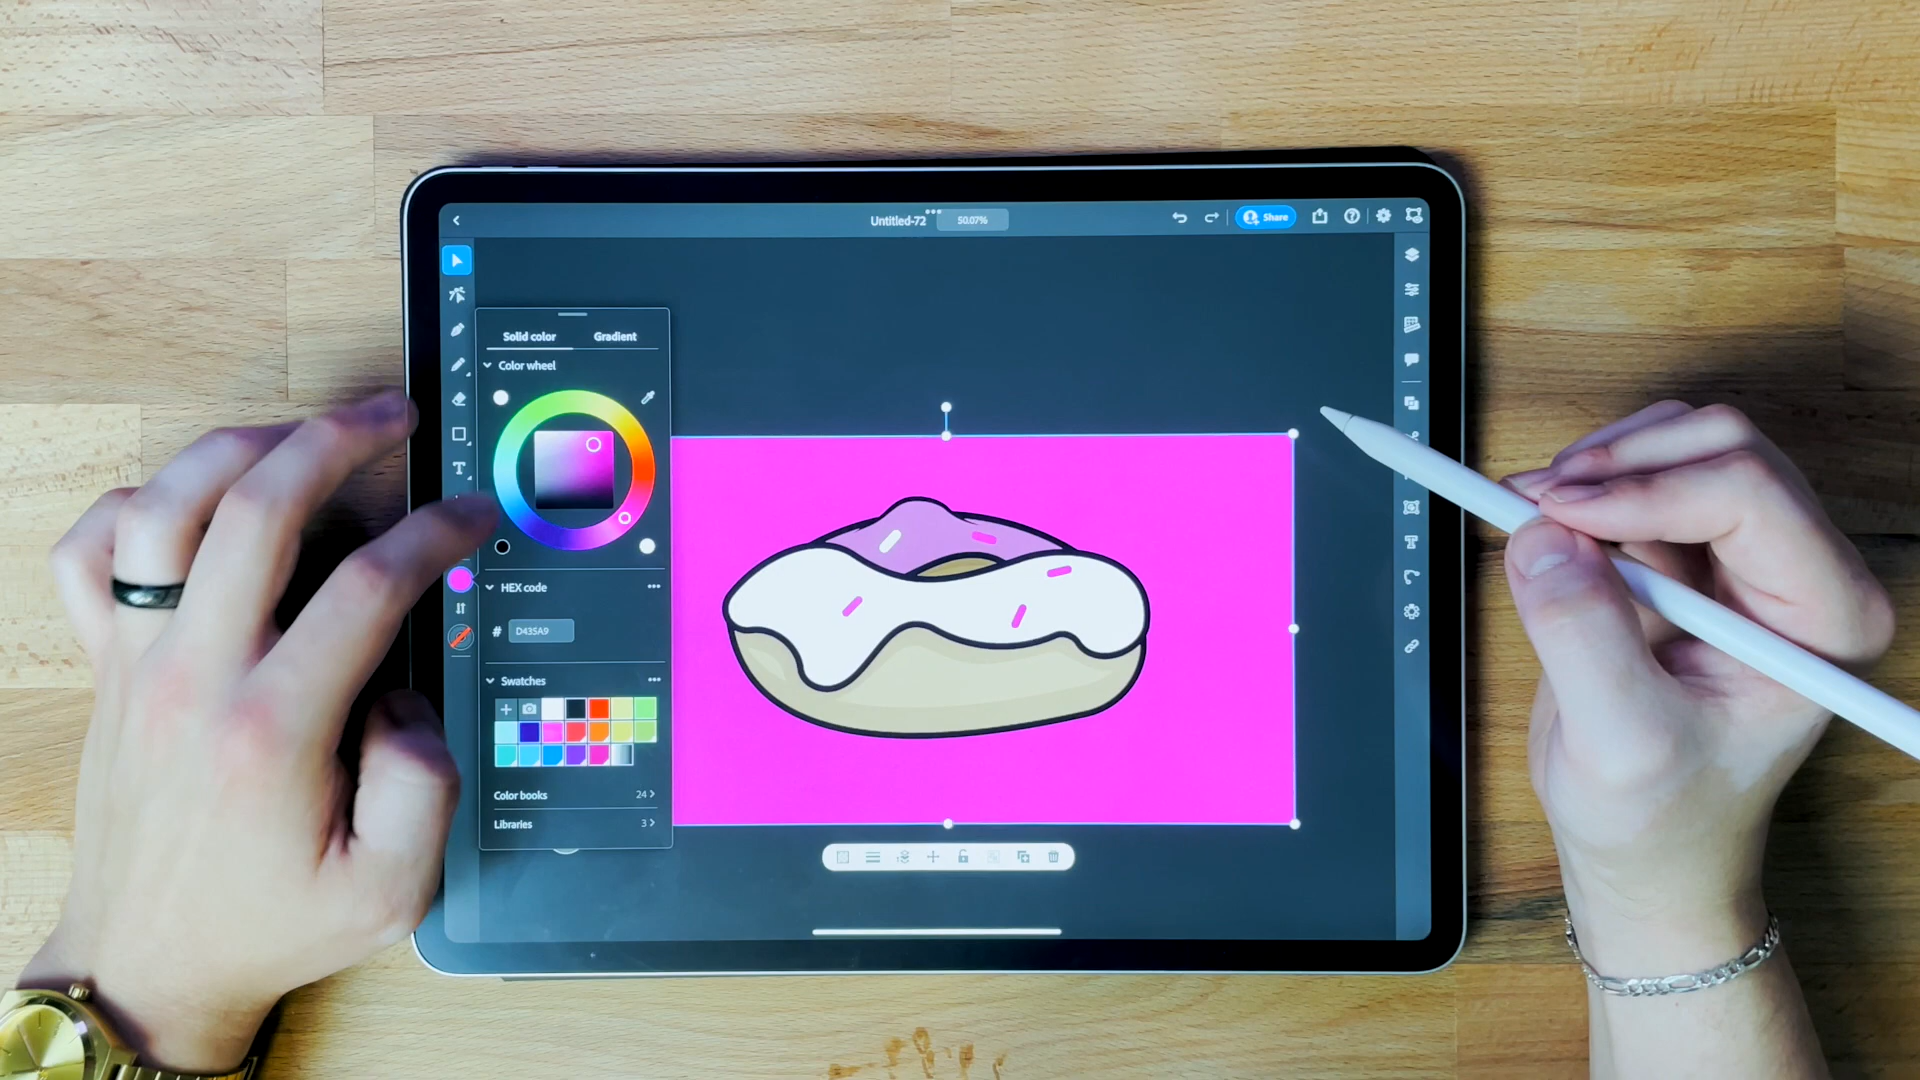 Untitled-72 50.07% Share
Solid color Gradient
Color wheel
HEX code
# D435A9
Swatches
Color books 24
Libraries 3